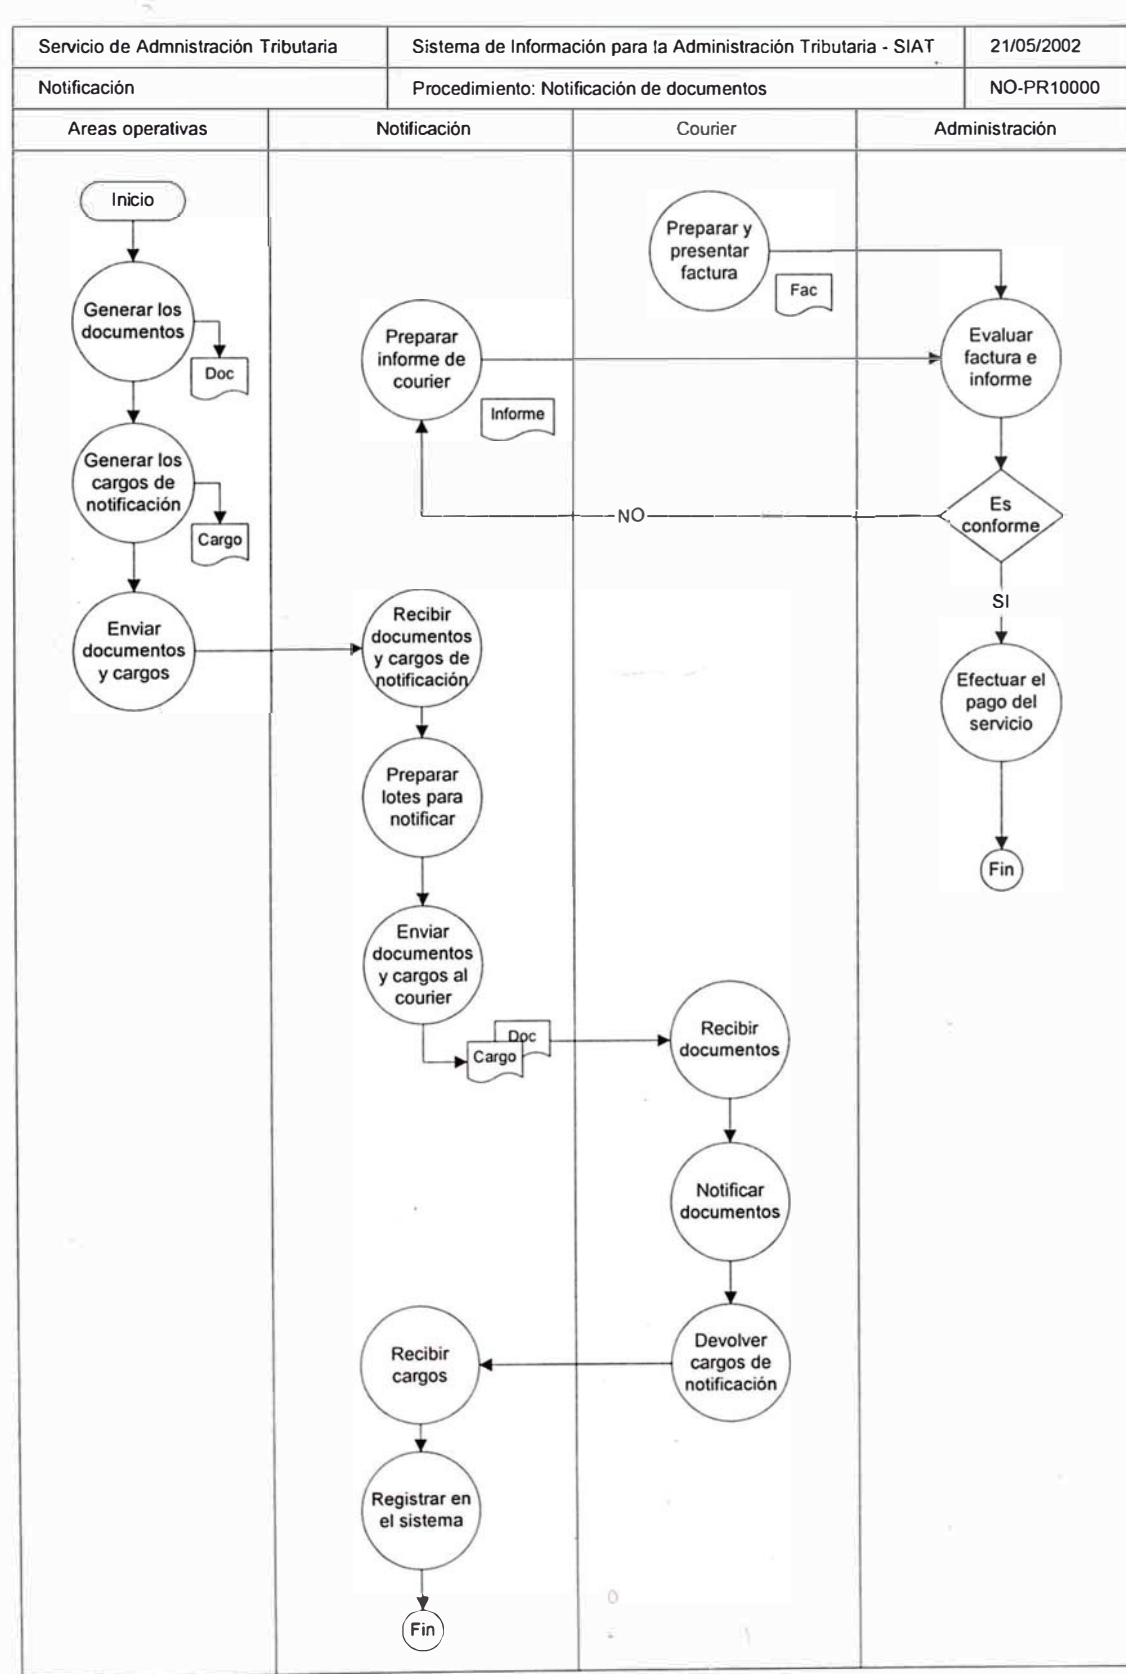 Servicio de Admnistración Tributaria
Sistema de Información para la Administración Tributaria - SIAT
21/05/2002
Notificación
Procedimiento: Notificación de documentos
NO-PR10000
Areas operativas
Notificación
Courier
Administración
Inicio
Generar los
documentos
Doc
Generar los
cargos de
notificación
Cargo
Enviar
documentos
y cargos
Preparar
informe de
courier
Informe
Recibir
documentos
y cargos de
notificación
Preparar
lotes para
notificar
Enviar
documentos
y cargos al
courier
Doc
Cargo
Recibir
cargos
Registrar en
el sistema
Fin
Preparar y
presentar
factura
Fac
NO
Recibir
documentos
Notificar
documentos
Devolver
cargos de
notificación
Evaluar
factura e
informe
Es
conforme
SI
Efectuar el
pago del
servicio
Fin